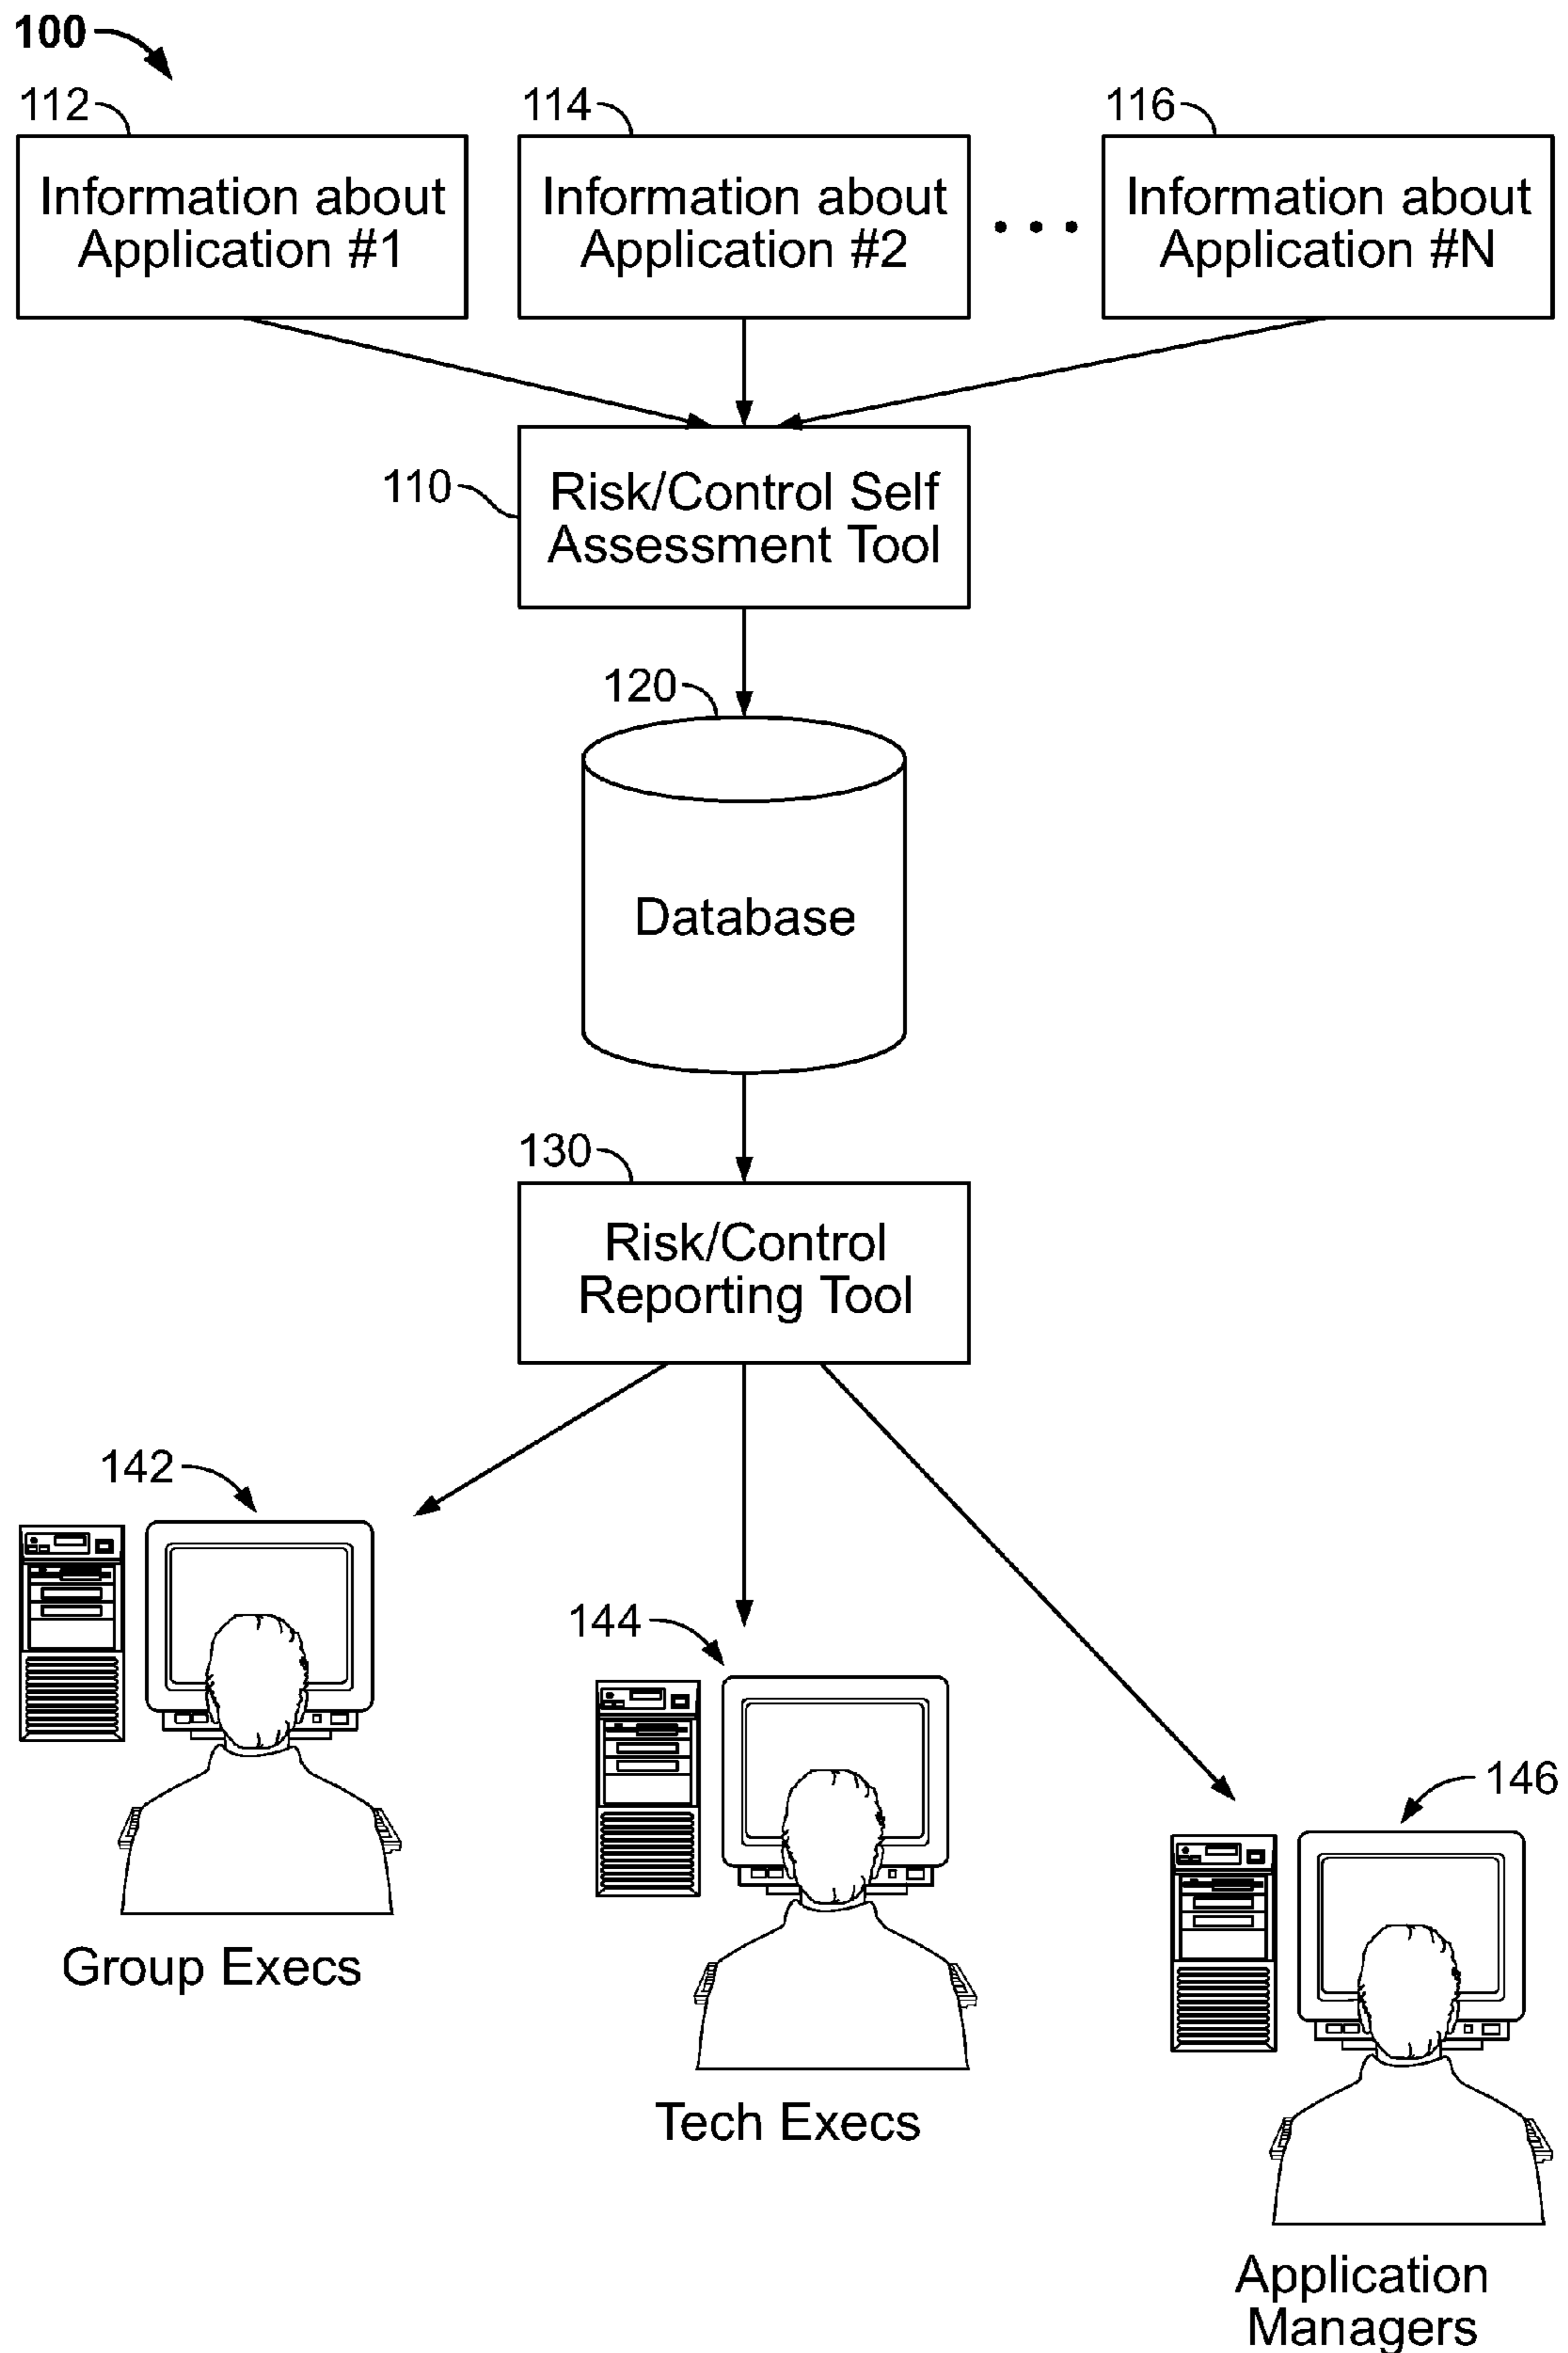 100
112
114
116
Information about
Application #1
Information about
Application #2
• • •
Information about
Application #N
110
Risk/Control Self
Assessment Tool
120
Database
130
Risk/Control
Reporting Tool
142
144
146
Group Execs
Tech Execs
Application
Managers